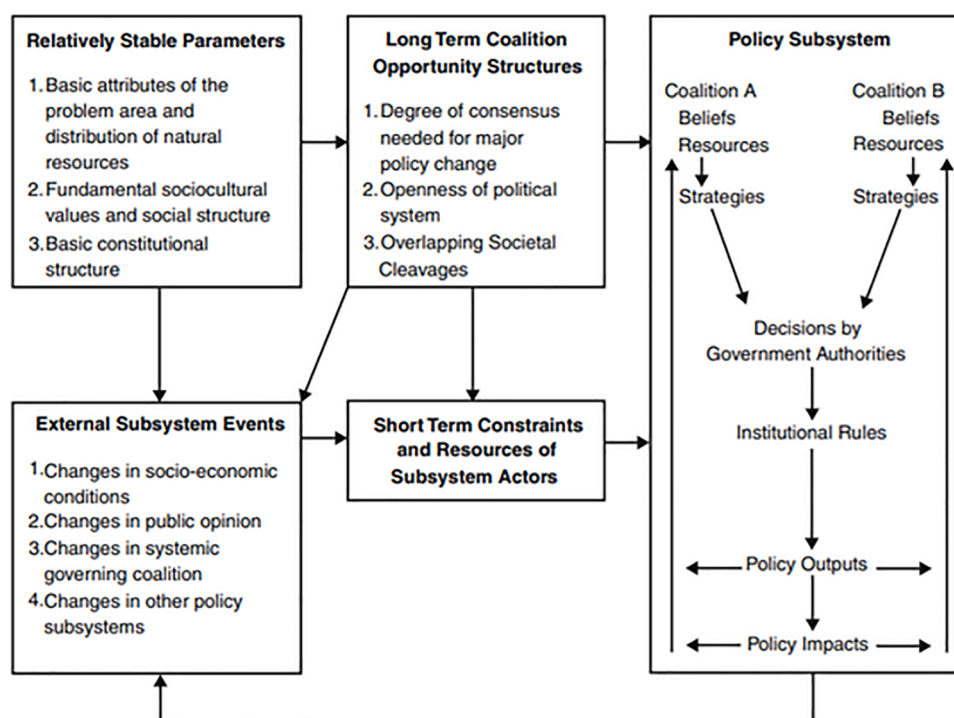 Relatively Stable Parameters
1. Basic attributes of the
problem area and
distribution of natural
resources
2. Fundamental sociocultural
values and social structure
3. Basic constitutional
structure
Long Term Coalition
Opportunity Structures
1. Degree of consensus
needed for major
policy change
2. Openness of political
system
3. Overlapping Societal
Cleavages
Policy Subsystem
Coalition A
Beliefs
Resources
Strategies
Coalition B
Beliefs
Resources
Strategies
Decisions by
Government Authorities
Institutional Rules
Policy Outputs
Policy Impacts
External Subsystem Events
1. Changes in socio-economic
conditions
2. Changes in public opinion
3. Changes in systemic
governing coalition
4. Changes in other policy
subsystems
Short Term Constraints
and Resources of
Subsystem Actors